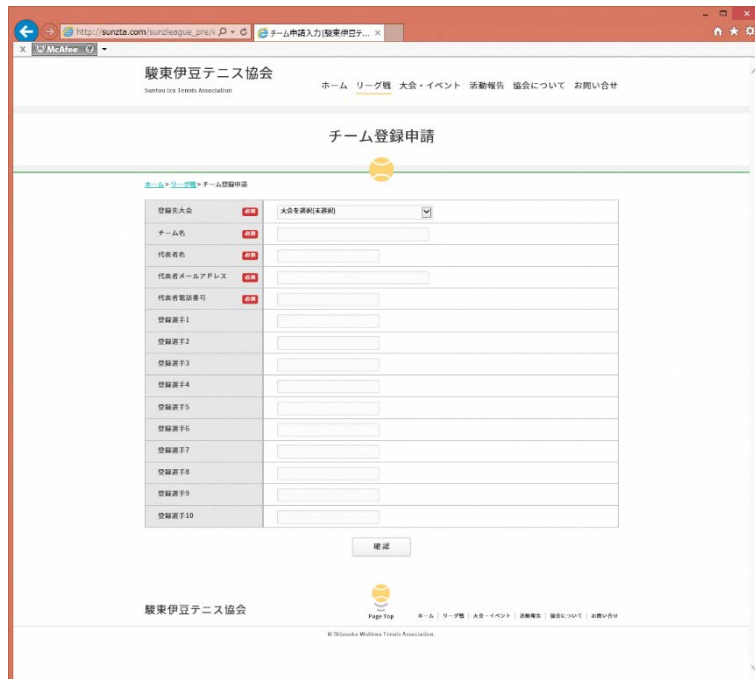 http://sunzta.com/sunzleague_pre/
チーム申請入力|駿東伊豆テ...
McAfee
駿東伊豆テニス協会
Suntou Izu Tennis Association
ホーム リーグ戦 大会・イベント 活動報告 協会について お問い合せ
チーム登録申請
ホーム > リーグ戦 > チーム登録申請
登録先大会 必須 大会を選択(未選択)
チーム名 必須
代表者名 必須
代表者メールアドレス 必須
代表者電話番号 必須
登録選手1
登録選手2
登録選手3
登録選手4
登録選手5
登録選手6
登録選手7
登録選手8
登録選手9
登録選手10
確認
駿東伊豆テニス協会
Page Top
ホーム | リーグ戦 | 大会・イベント | 活動報告 | 協会について | お問い合せ
© Shizuoka Mishima Tennis Association.